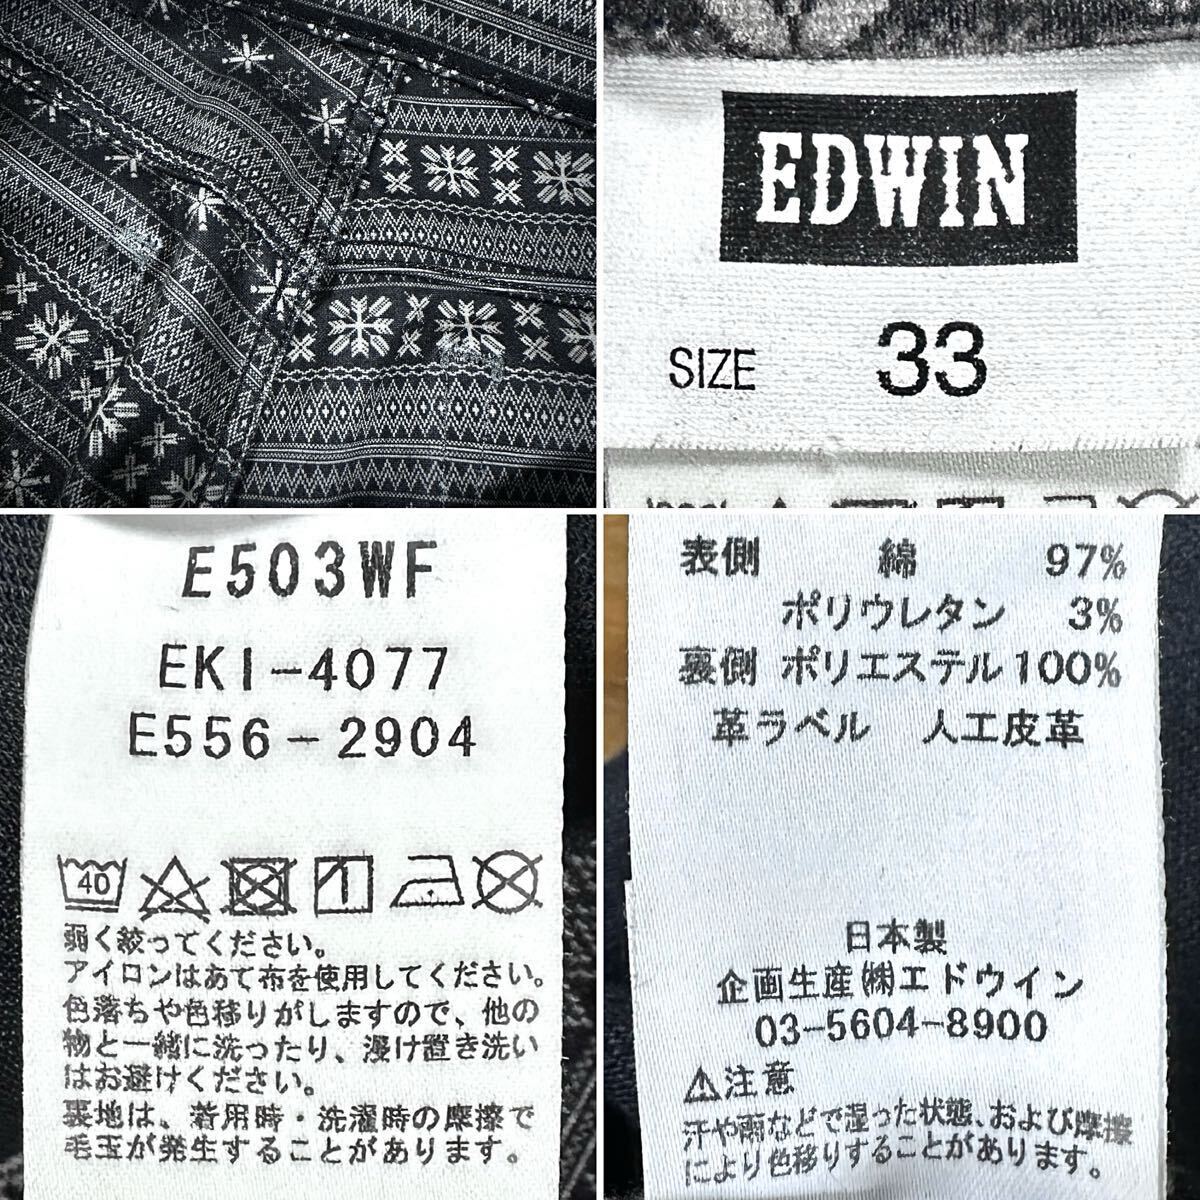 EDWIN
SIZE 33
E503WF
EKI-4077
E556-2904
40
弱く絞ってください。
アイロンはあて布を使用してください。
色落ちや色移りがしますので、他の
物と一緒に洗ったり、浸け置き洗い
はお避けください。
裏地は、着用時・洗濯時の摩擦で
毛玉が発生することがあります。
表側 綿 97%
ポリウレタン 3%
裏側 ポリエステル 100%
革ラベル 人工皮革
日本製
企画生産㈱エドウイン
03-5604-8900
⚠注意
汗や雨などで湿った状態、および摩擦
により色移りすることがあります。